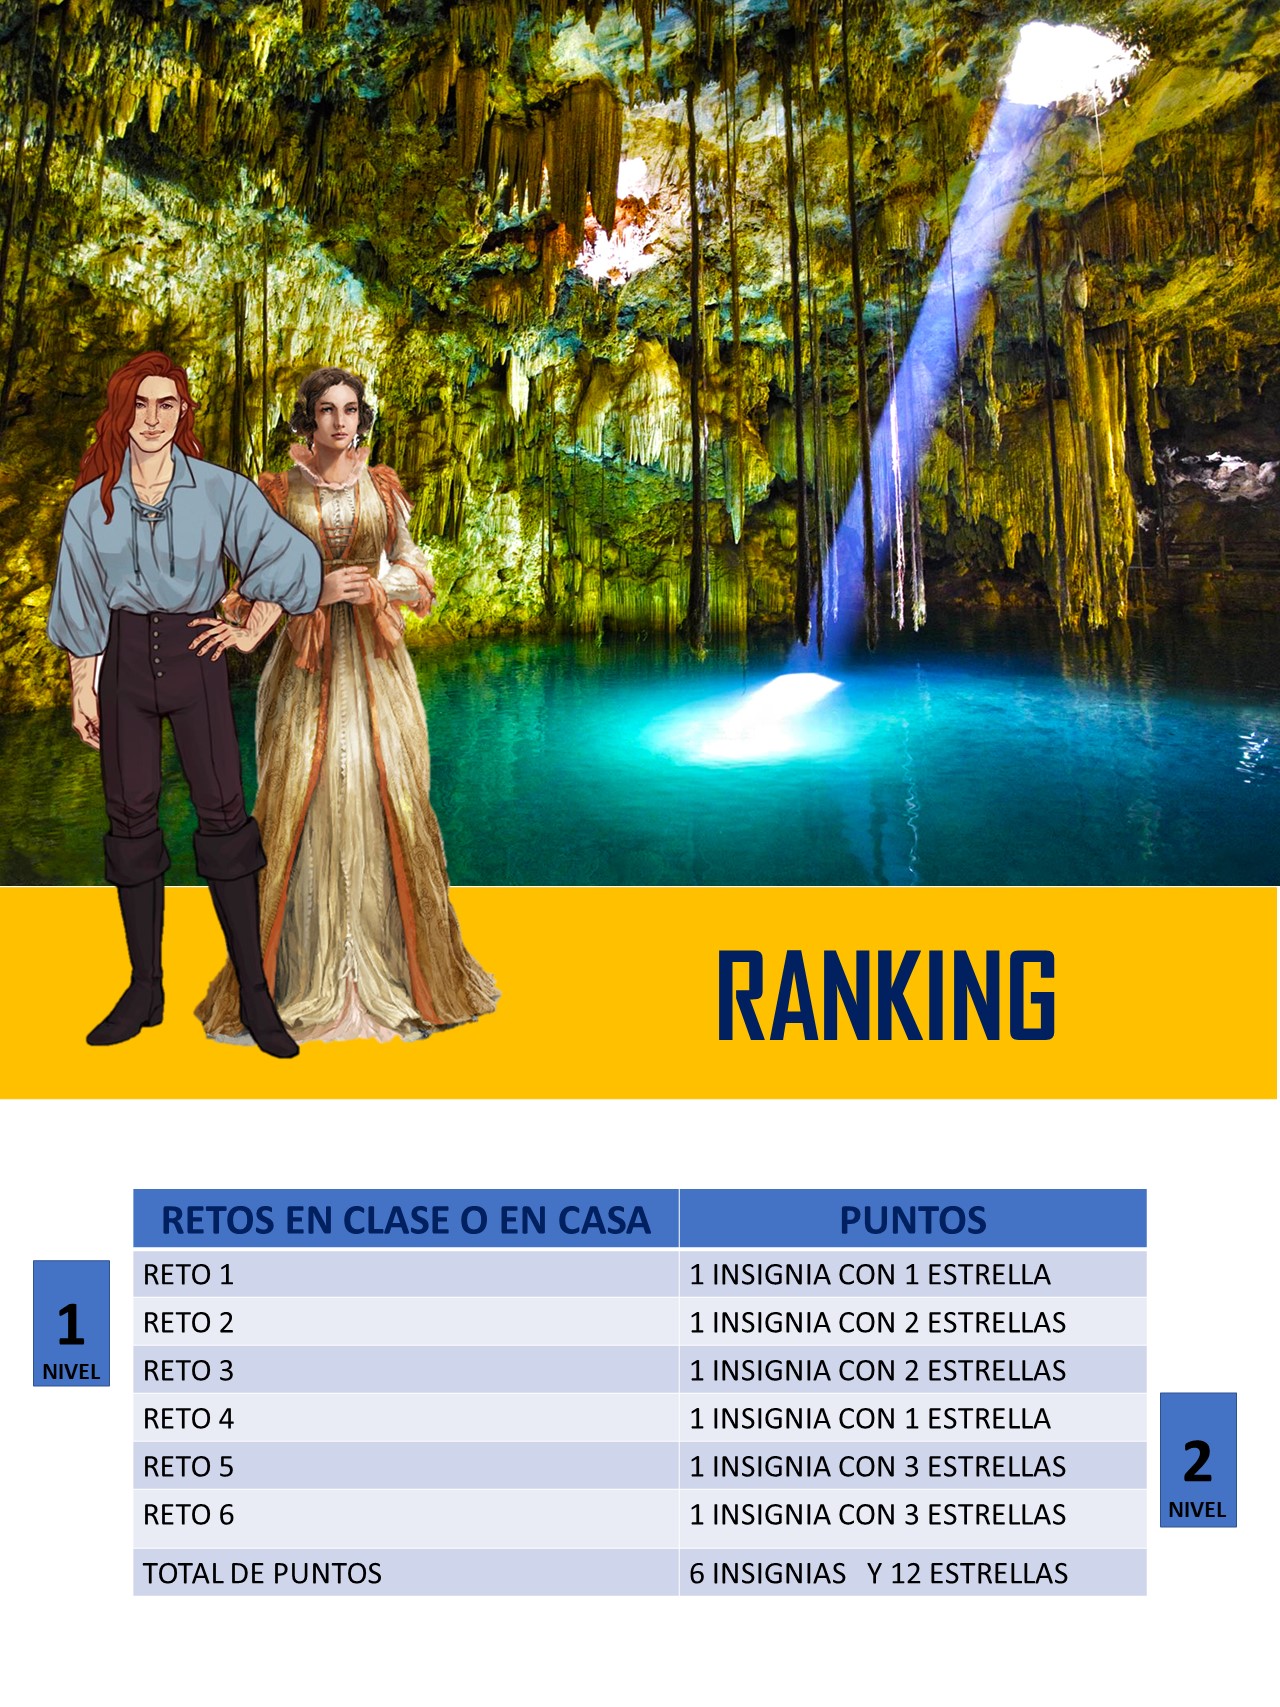 RANKING
RETOS EN CLASE O EN CASA PUNTOS
RETO 1 1 INSIGNIA CON 1 ESTRELLA
RETO 2 1 INSIGNIA CON 2 ESTRELLAS
RETO 3 1 INSIGNIA CON 2 ESTRELLAS
RETO 4 1 INSIGNIA CON 1 ESTRELLA
RETO 5 1 INSIGNIA CON 3 ESTRELLAS
RETO 6 1 INSIGNIA CON 3 ESTRELLAS
TOTAL DE PUNTOS 6 INSIGNIAS Y 12 ESTRELLAS
1
NIVEL
2
NIVEL